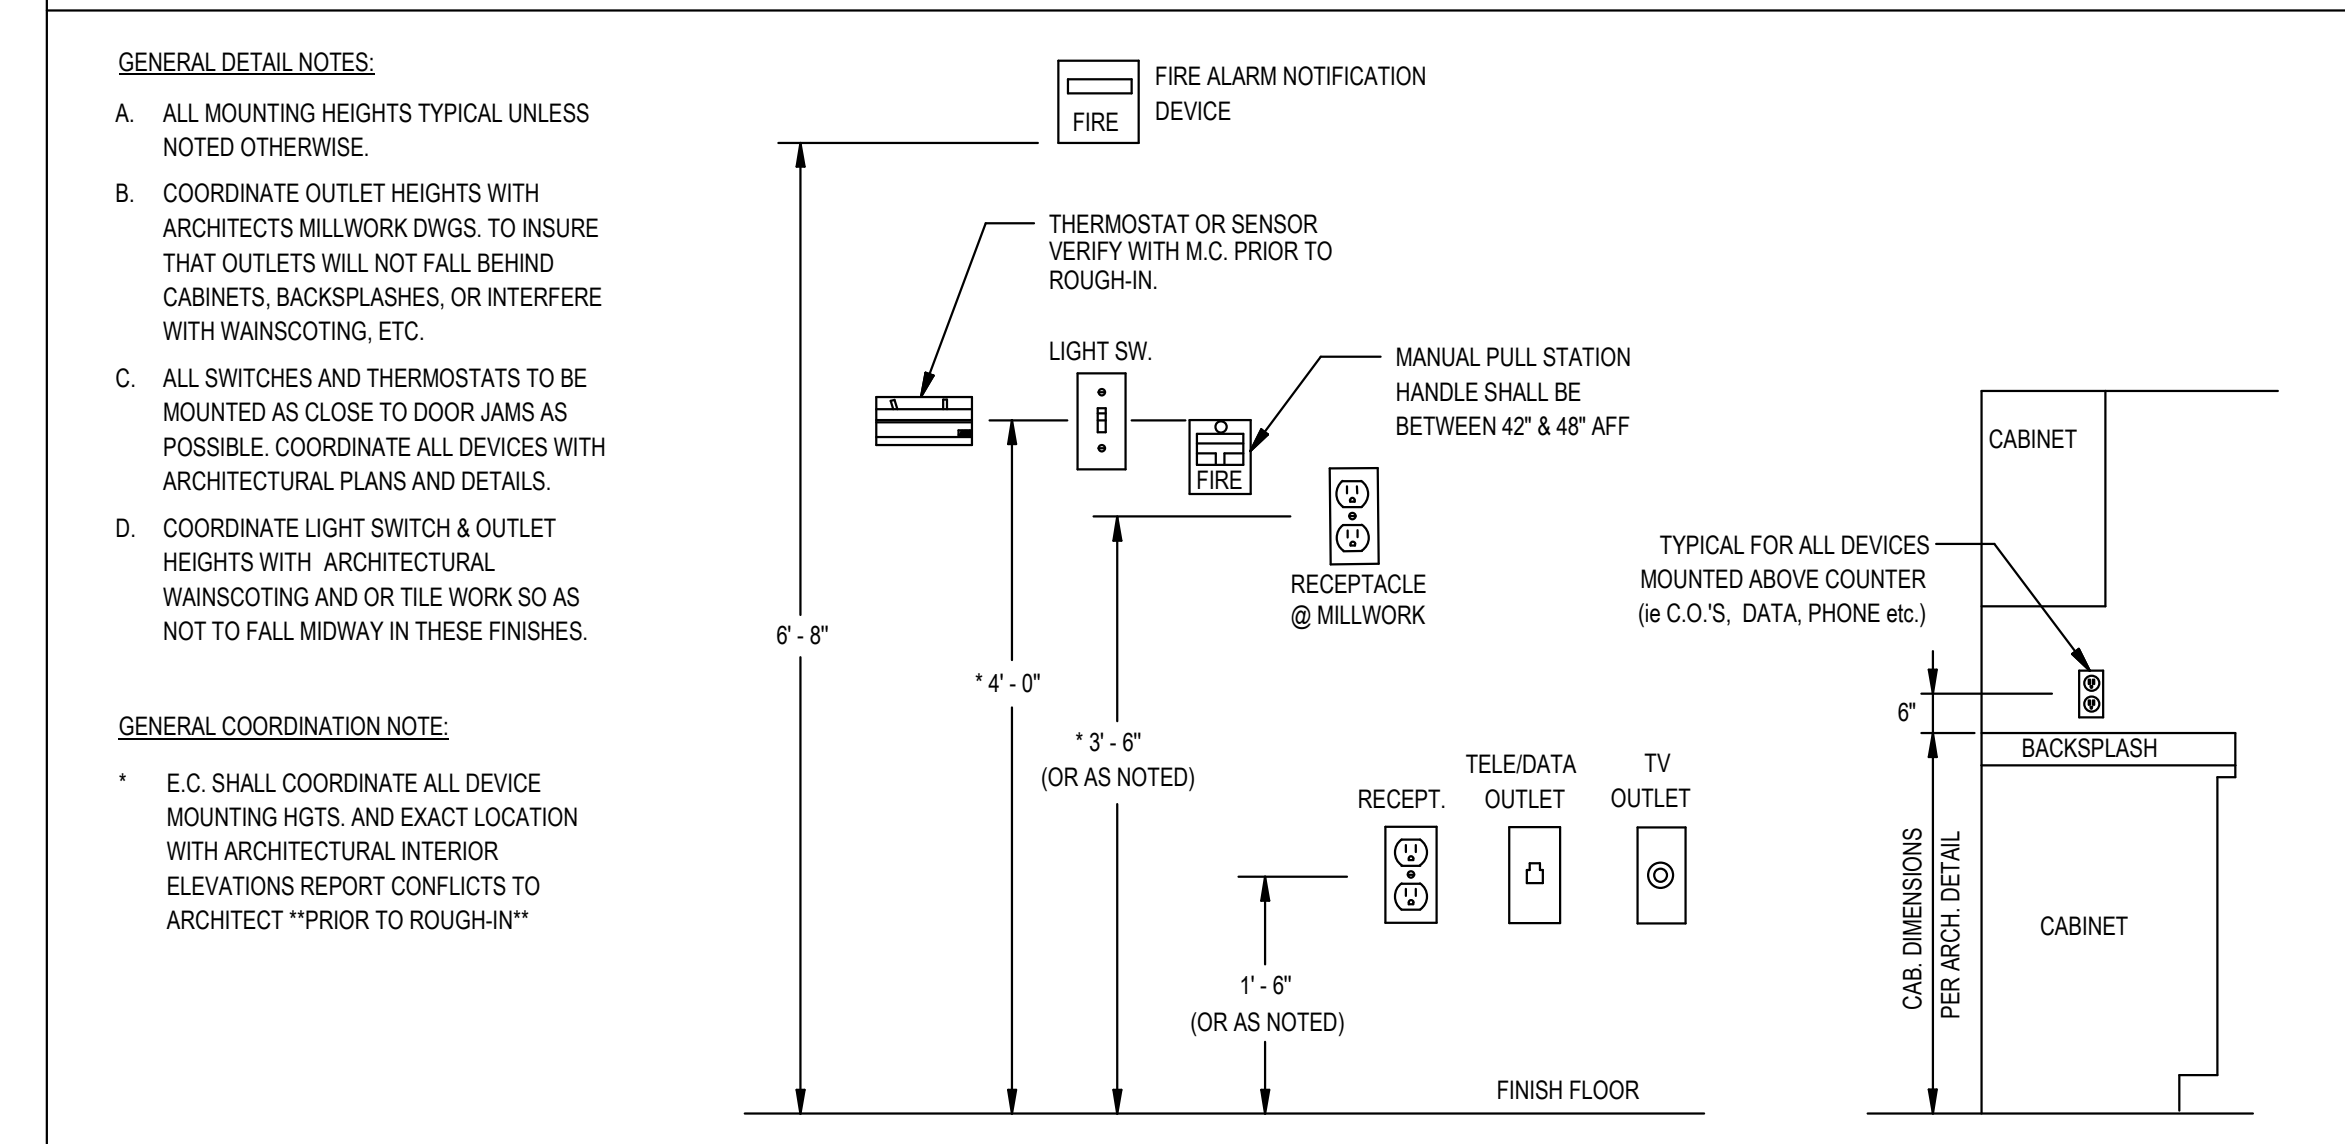 GENERAL DETAIL NOTES:
A. ALL MOUNTING HEIGHTS TYPICAL UNLESS
NOTED OTHERWISE.
B. COORDINATE OUTLET HEIGHTS WITH
ARCHITECTS MILLWORK DWGS. TO INSURE
THAT OUTLETS WILL NOT FALL BEHIND
CABINETS, BACKSPLASHES, OR INTERFERE
WITH WAINSCOTING, ETC.
C. ALL SWITCHES AND THERMOSTATS TO BE
MOUNTED AS CLOSE TO DOOR JAMS AS
POSSIBLE. COORDINATE ALL DEVICES WITH
ARCHITECTURAL PLANS AND DETAILS.
D. COORDINATE LIGHT SWITCH & OUTLET
HEIGHTS WITH ARCHITECTURAL
WAINSCOTING AND OR TILE WORK SO AS
NOT TO FALL MIDWAY IN THESE FINISHES.
GENERAL COORDINATION NOTE:
* E.C. SHALL COORDINATE ALL DEVICE
MOUNTING HGTS. AND EXACT LOCATION
WITH ARCHITECTURAL INTERIOR
ELEVATIONS REPORT CONFLICTS TO
ARCHITECT **PRIOR TO ROUGH-IN**
FIRE
FIRE ALARM NOTIFICATION
DEVICE
THERMOSTAT OR SENSOR
VERIFY WITH M.C. PRIOR TO
ROUGH-IN.
LIGHT SW.
MANUAL PULL STATION
HANDLE SHALL BE
BETWEEN 42" & 48" AFF
FIRE
RECEPTACLE
@ MILLWORK
6' - 8"
* 4' - 0"
* 3' - 6"
(OR AS NOTED)
RECEPT.
TELE/DATA
OUTLET
TV
OUTLET
1' - 6"
(OR AS NOTED)
FINISH FLOOR
CABINET
TYPICAL FOR ALL DEVICES
MOUNTED ABOVE COUNTER
(ie C.O.'S, DATA, PHONE etc.)
6"
BACKSPLASH
CAB. DIMENSIONS
PER ARCH. DETAIL
CABINET